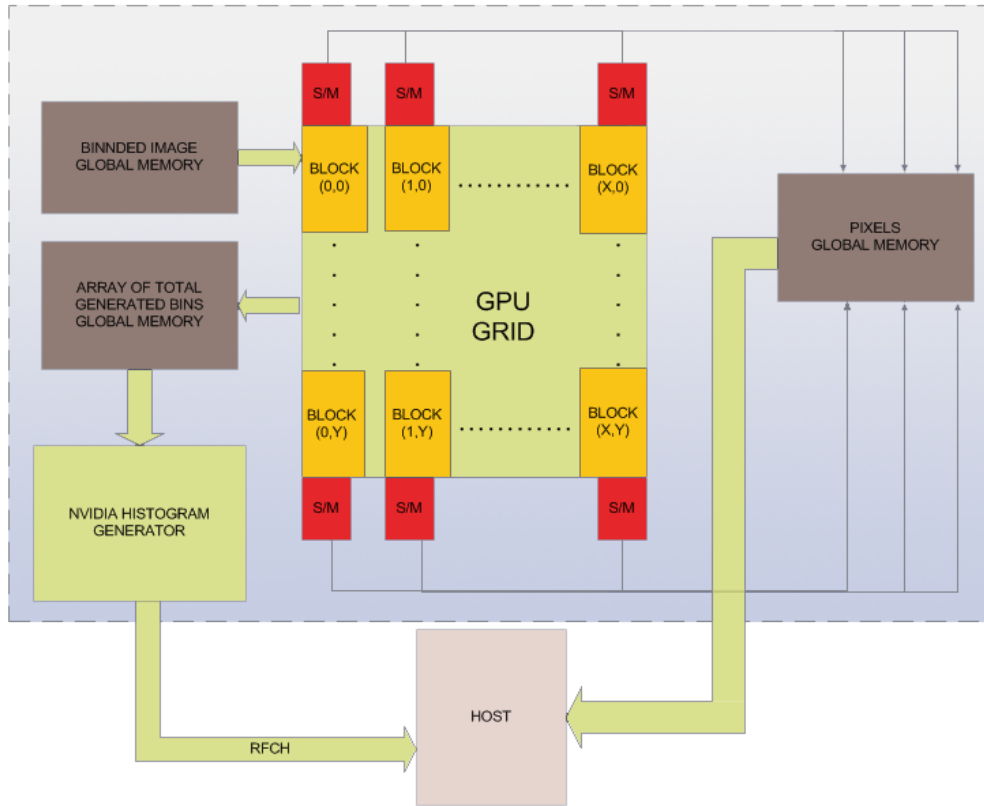 S/M
S/M
S/M
BINNDED IMAGE
GLOBAL MEMORY
BLOCK
(0,0)
BLOCK
(1,0)
BLOCK
(X,0)
PIXELS
GLOBAL MEMORY
ARRAY OF TOTAL
GENERATED BINS
GLOBAL MEMORY
GPU
GRID
BLOCK
(0,Y)
BLOCK
(1,Y)
BLOCK
(X,Y)
S/M
S/M
S/M
NVIDIA HISTOGRAM
GENERATOR
HOST
RFCH